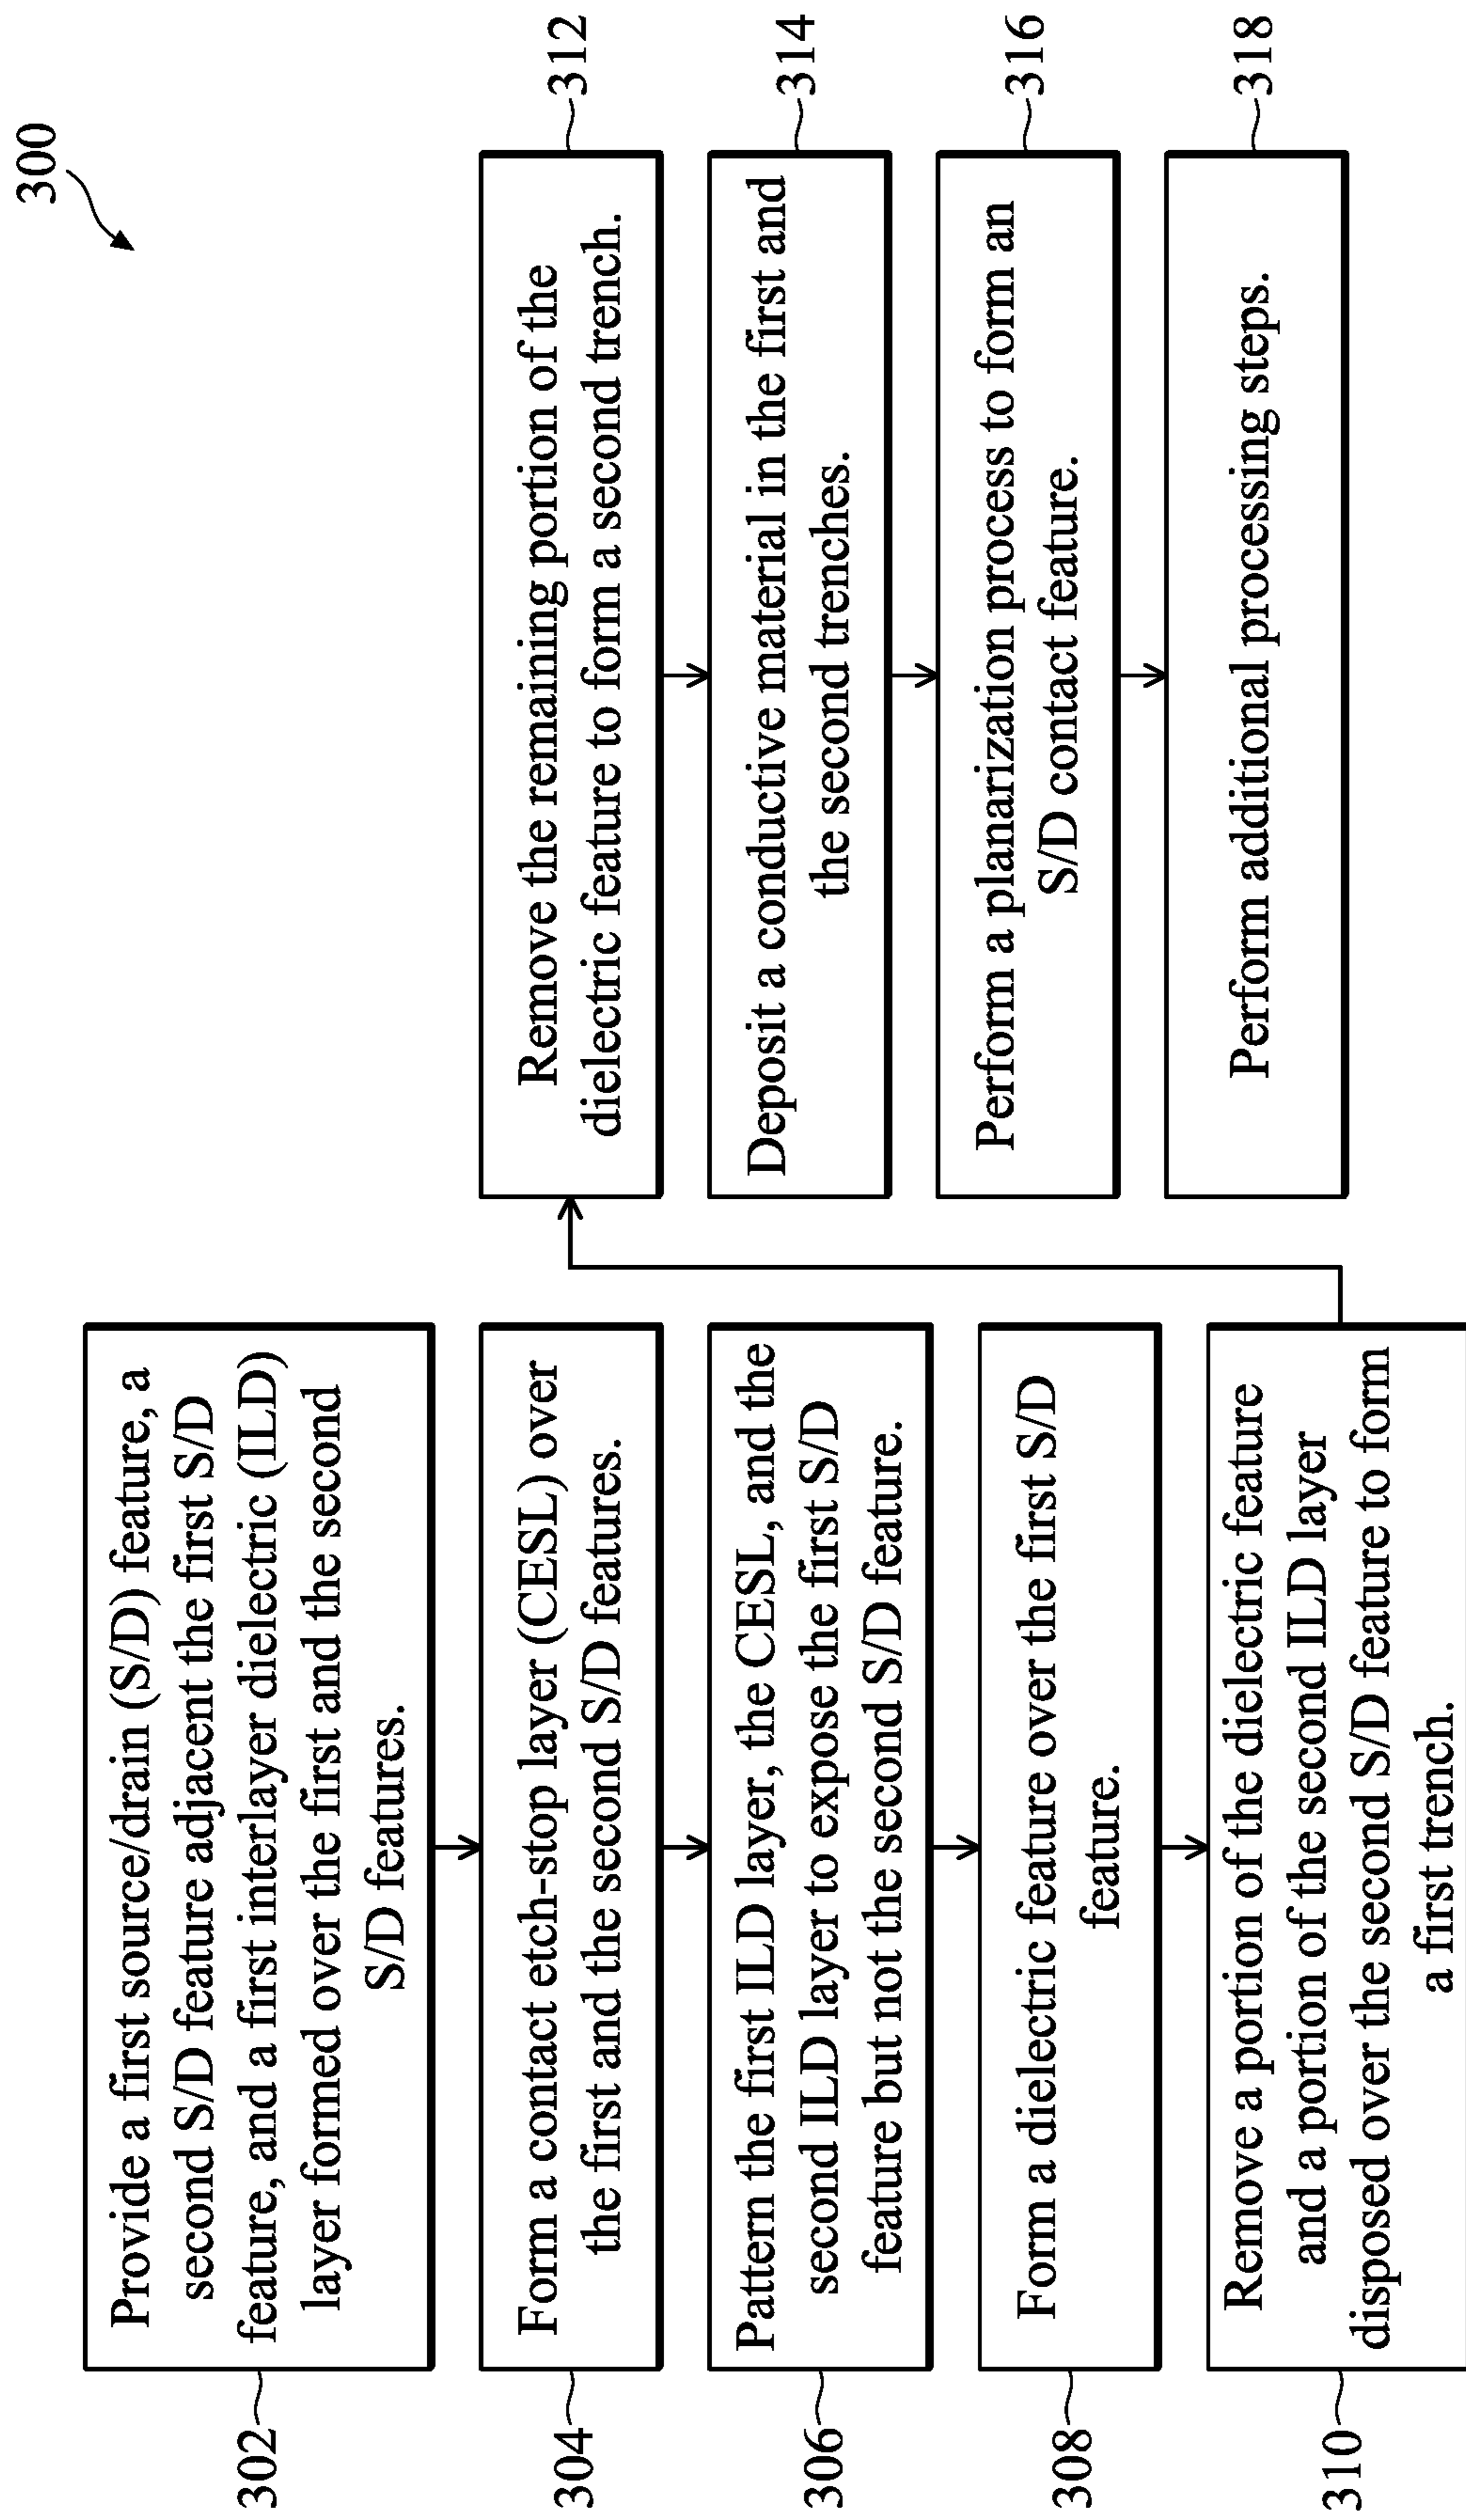 300
302
Provide a first source/drain (S/D) feature, a
second S/D feature adjacent the first S/D
feature, and a first interlayer dielectric (ILD)
layer formed over the first and the second
S/D features.
304
Form a contact etch-stop layer (CESL) over
the first and the second S/D features.
306
Pattern the first ILD layer, the CESL, and the
second ILD layer to expose the first S/D
feature but not the second S/D feature.
308
Form a dielectric feature over the first S/D
feature.
310
Remove a portion of the dielectric feature
and a portion of the second ILD layer
disposed over the second S/D feature to form
a first trench.
312
Remove the remaining portion of the
dielectric feature to form a second trench.
314
Deposit a conductive material in the first and
the second trenches.
316
Perform a planarization process to form an
S/D contact feature.
318
Perform additional processing steps.